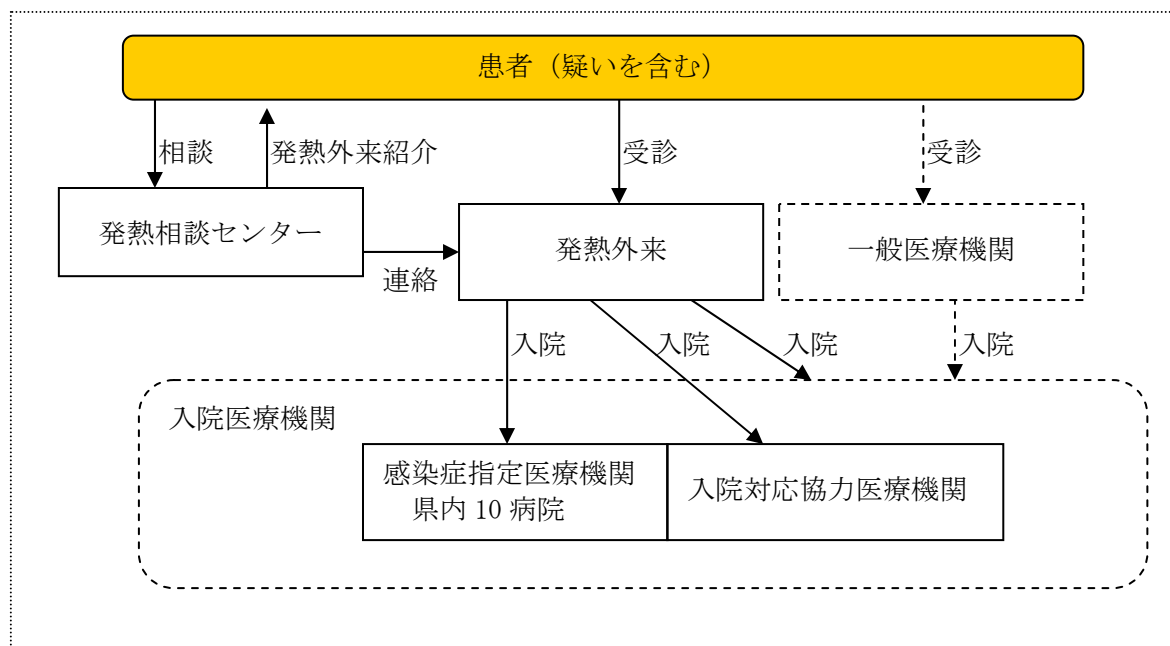 患者（疑いを含む）
相談
発熱外来紹介
受診
受診
発熱相談センター
発熱外来
一般医療機関
連絡
入院
入院
入院
入院
入院医療機関
感染症指定医療機関
県内 10 病院
入院対応協力医療機関